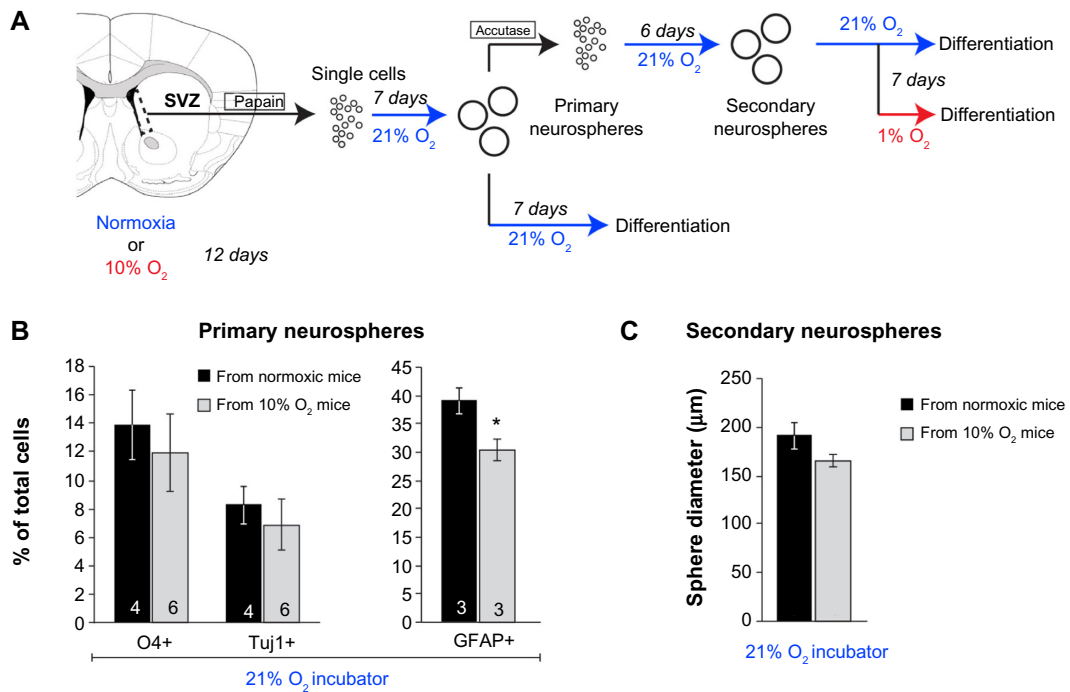 A
SVZ
Papain
Single cells
7 days
21% O2
Accutase
Primary
neurospheres
6 days
21% O2
Secondary
neurospheres
21% O2
Differentiation
7 days
1% O2
Differentiation
7 days
21% O2
Differentiation
Normoxia
or
10% O2
12 days
B
Primary neurospheres
% of total cells
18
16
14
12
10
8
6
4
2
0
From normoxic mice
From 10% O2 mice
4
6
4
6
O4+
Tuj1+
45
40
35
30
25
20
15
10
5
0
*
3
3
GFAP+
21% O2 incubator
C
Secondary neurospheres
Sphere diameter (μm)
250
200
150
100
50
0
From normoxic mice
From 10% O2 mice
21% O2 incubator